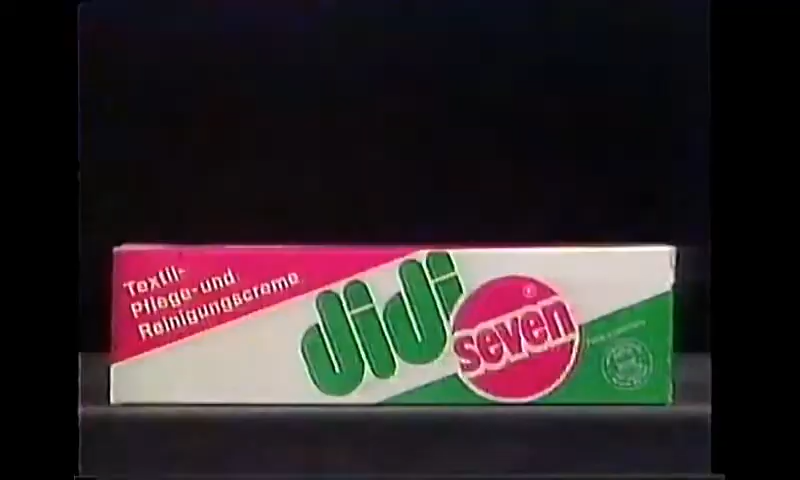 Textil-
Pflege-und
Reinigungscreme
didi
seven
®